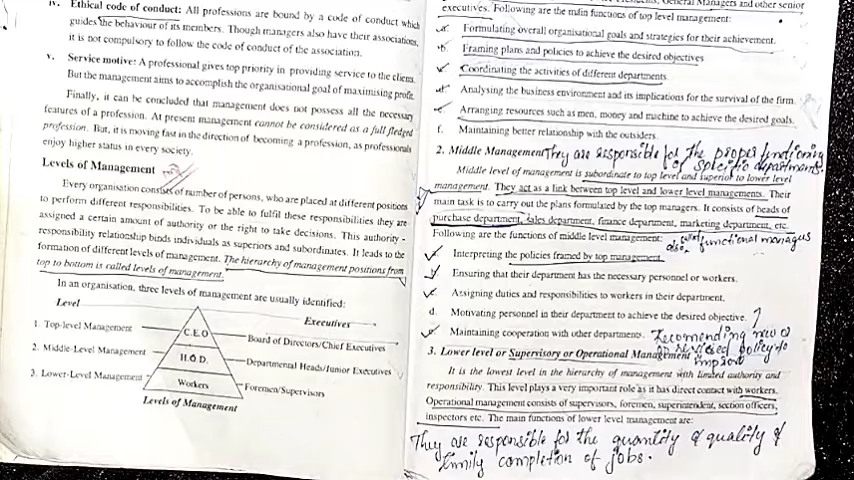 iv. Ethical code of conduct: All professions are bound by a code of conduct which
guides the behaviour of its members. Though managers also have their associations,
it is not compulsory to follow the code of conduct of the association.
v. Service motive: A professional gives top priority in providing service to the clients.
But the management aims to accomplish the organisational goal of maximising profit.
Finally, it can be concluded that management does not possess all the necessary
features of a profession. At present management cannot be considered as a full fledged
profession. But, it is moving fast in the direction of becoming a profession, as professionals
enjoy higher status in every society.
Levels of Management
Every organisation consists of number of persons, who are placed at different positions
to perform different responsibilities. To be able to fulfil these responsibilities they are
assigned a certain amount of authority or the right to take decisions. This authority -
responsibility relationship binds individuals as superiors and subordinates. It leads to the
formation of different levels of management. The hierarchy of management positions from
top to bottom is called levels of management.
In an organisation, three levels of management are usually identified:
Level
Executives
1. Top-level Management
C.E.O
Board of Directors/Chief Executives
2. Middle-Level Management
H.O.D.
Departmental Heads/Junior Executives
3. Lower-Level Management
Workers
Foremen/Supervisors
Levels of Management
General Managers and other senior
executives. Following are the main functions of top level management:
a. Formulating overall organisational goals and strategies for their achievement.
b. Framing plans and policies to achieve the desired objectives
c. Coordinating the activities of different departments.
d. Analysing the business environment and its implications for the survival of the firm.
e. Arranging resources such as men, money and machine to achieve the desired goals.
f. Maintaining better relationship with the outsiders.
2. Middle Management They are responsible for the proper functioning
of specific departments.
Middle level of management is subordinate to top level and superior to lower level
management. They act as a link between top level and lower level managements. Their
main task is to carry out the plans formulated by the top managers. It consists of heads of
purchase department, sales department, finance department, marketing department, etc.
Following are the functions of middle level management:
also functional managers
Interpreting the policies framed by top management.
Ensuring that their department has the necessary personnel or workers.
Assigning duties and responsibilities to workers in their department.
d. Motivating personnel in their department to achieve the desired objective.
Maintaining cooperation with other departments.
new
policy
3. Lower level or Supervisory or Operational Management
It is the lowest level in the hierarchy of management with limited authority and
responsibility. This level plays a very important role as it has direct contact with workers.
Operational management consists of supervisors, foremen, superintendent, section officers,
inspectors etc. The main functions of lower level management are:
They are responsible for the quantity & quality &
timily completion of jobs.